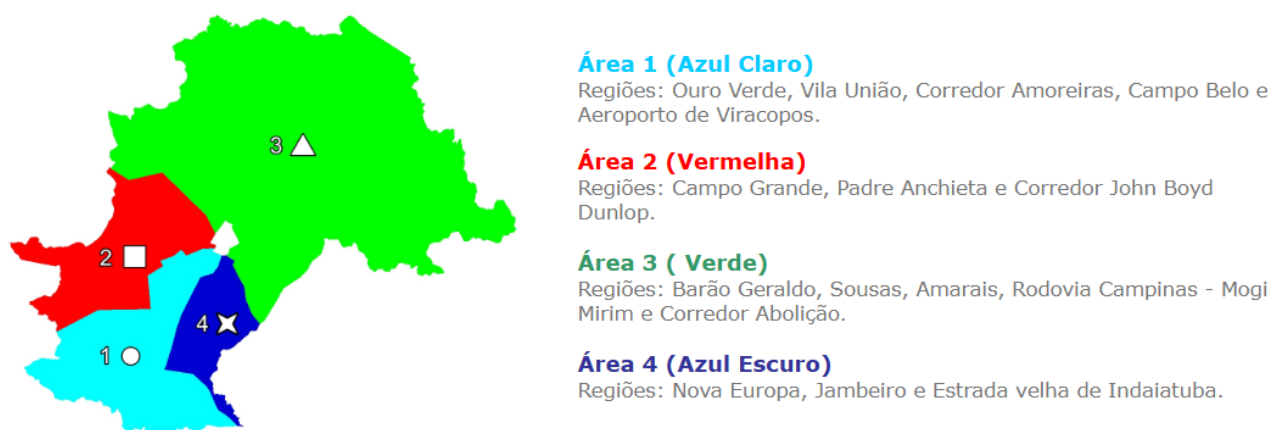 3
2
4
1
Área 1 (Azul Claro)
Regiões: Ouro Verde, Vila União, Corredor Amoreiras, Campo Belo e
Aeroporto de Viracopos.
Área 2 (Vermelha)
Regiões: Campo Grande, Padre Anchieta e Corredor John Boyd
Dunlop.
Área 3 ( Verde)
Regiões: Barão Geraldo, Sousas, Amarais, Rodovia Campinas - Mogi
Mirim e Corredor Abolição.
Área 4 (Azul Escuro)
Regiões: Nova Europa, Jambeiro e Estrada velha de Indaiatuba.